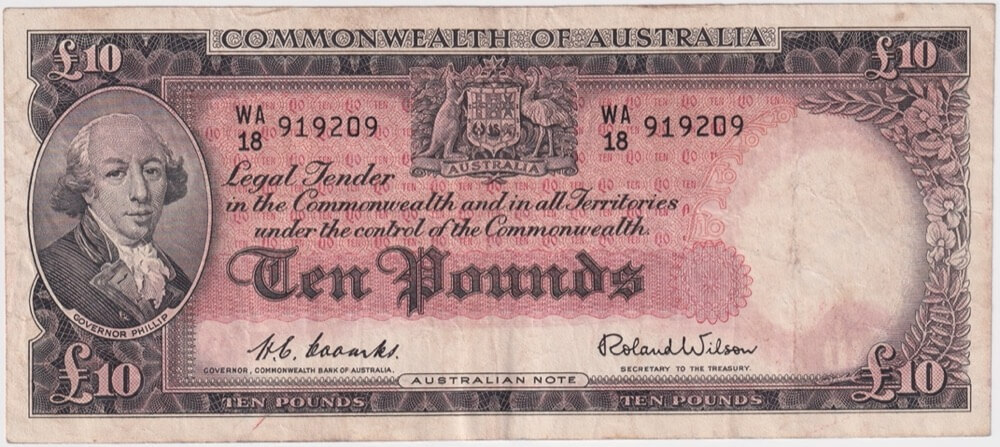 COMMONWEALTH OF AUSTRALIA
£10 £10
WA 18 919209
WA 18 919209
AUSTRALIA
Legal Tender
in the Commonwealth and in all Territories
under the control of the Commonwealth.
Ten Pounds
GOVERNOR PHILLIP
H.C. Coombs.
Roland Wilson
GOVERNOR, COMMONWEALTH BANK OF AUSTRALIA.
SECRETARY TO THE TREASURY.
£10 £10
AUSTRALIAN NOTE
TEN POUNDS
TEN POUNDS